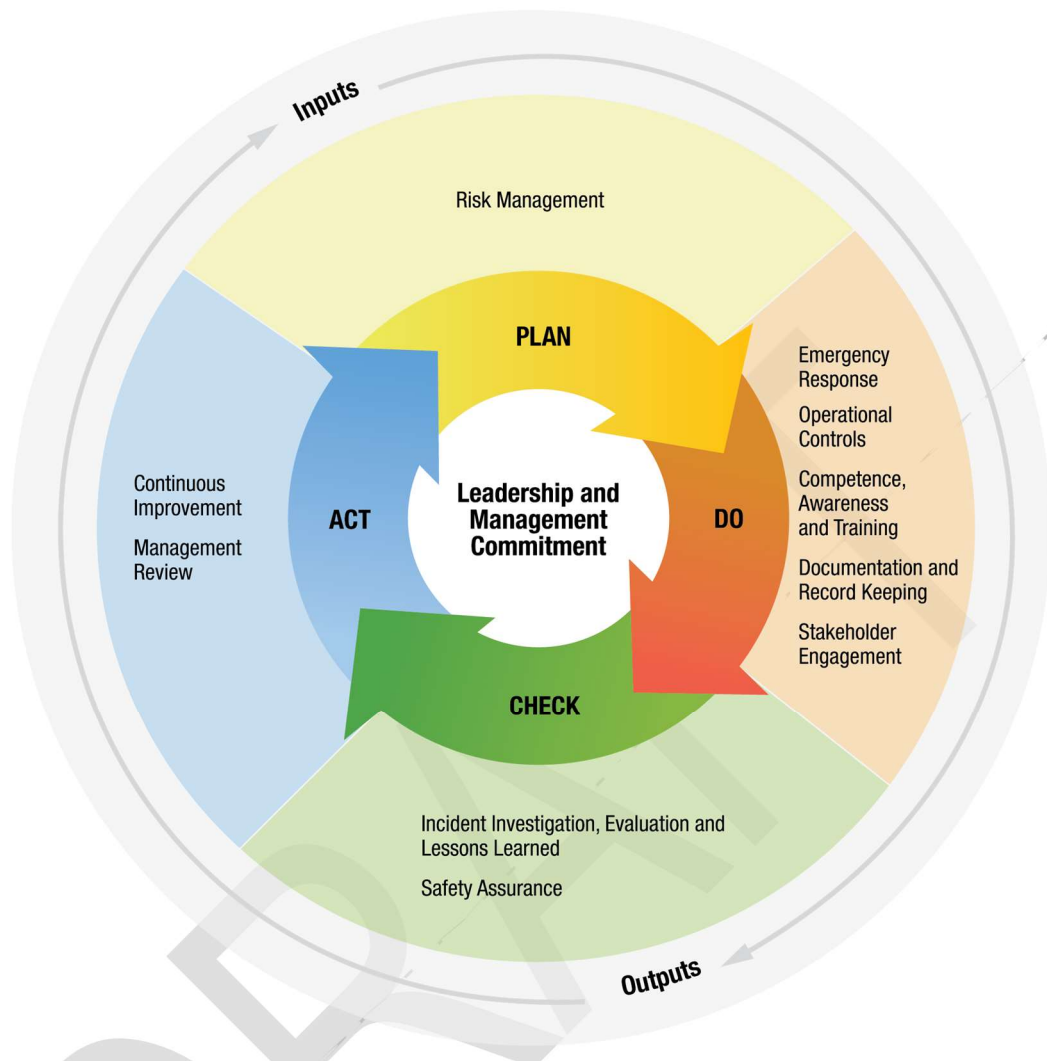 Inputs
Risk Management
PLAN
Emergency
Response
Operational
Controls
Competence,
Awareness
and Training
Documentation and
Record Keeping
Stakeholder
Engagement
DO
Leadership and
Management
Commitment
ACT
Continuous
Improvement
Management
Review
CHECK
Incident Investigation, Evaluation and
Lessons Learned
Safety Assurance
Outputs